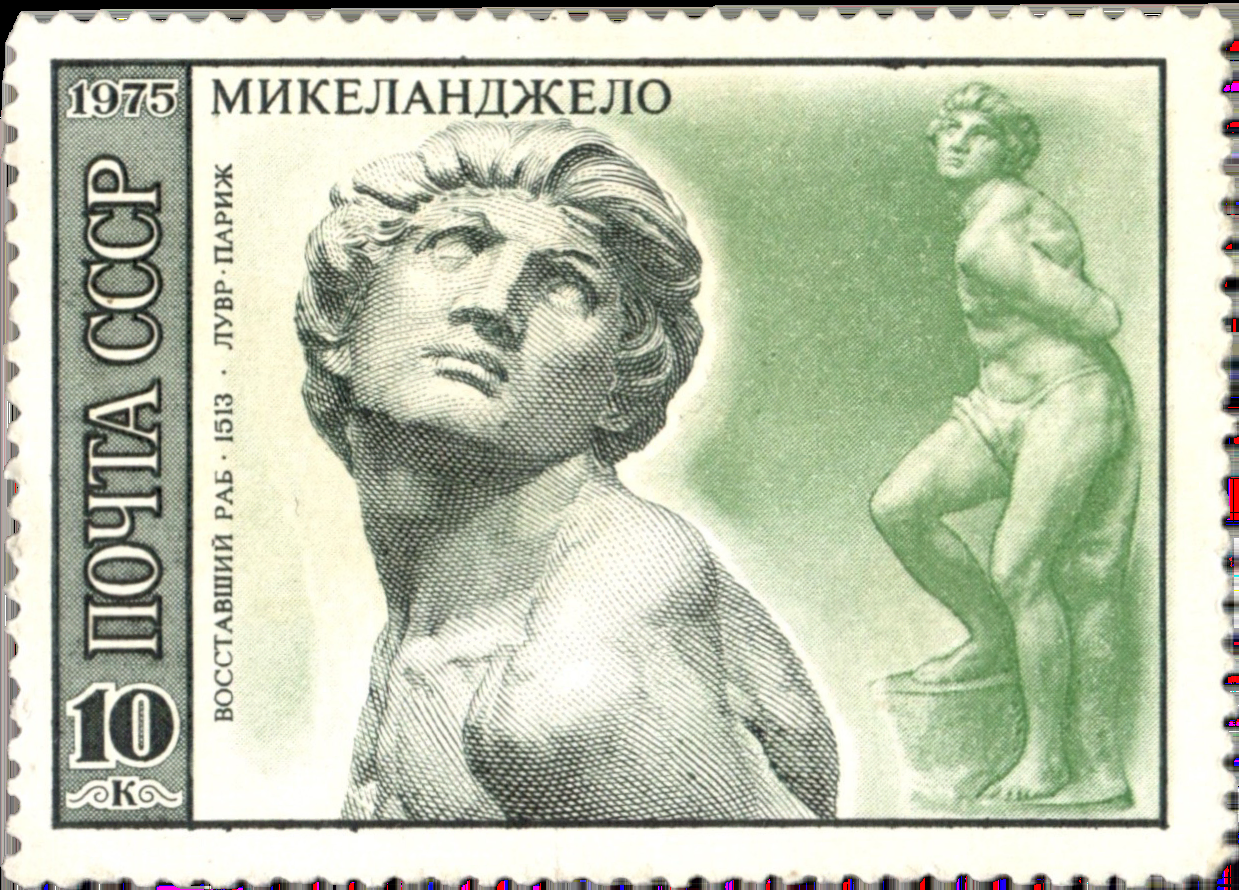 1975
МИКЕЛАНДЖЕЛО
ПОЧТА СССР
ВОССТАВШИЙ РАБ · 1513 · ЛУВР·ПАРИЖ
10
К